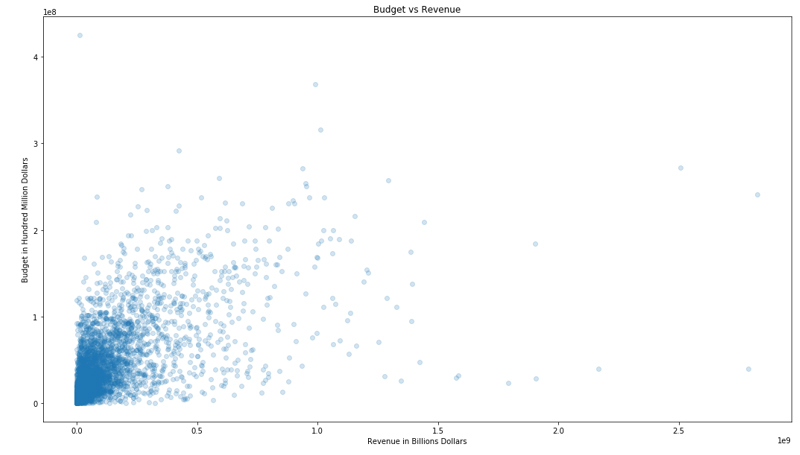 Budget vs Revenue
1e8
4
3
2
1
0
Budget in Hundred Million Dollars
0.0 0.5 1.0 1.5 2.0 2.5
1e9
Revenue in Billions Dollars